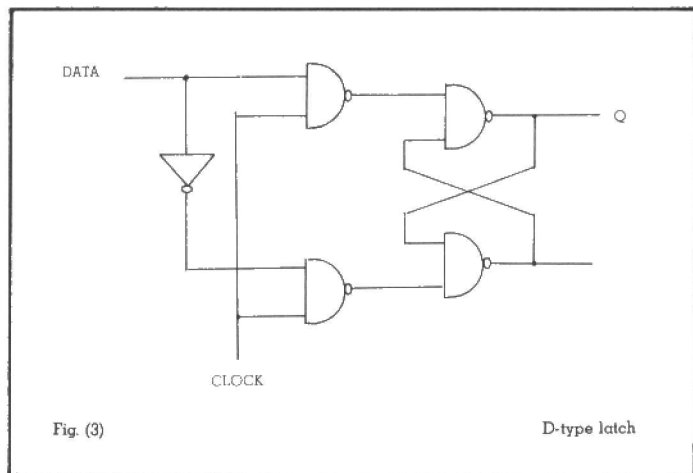 DATA
Q
CLOCK
Fig. (3) D-type latch